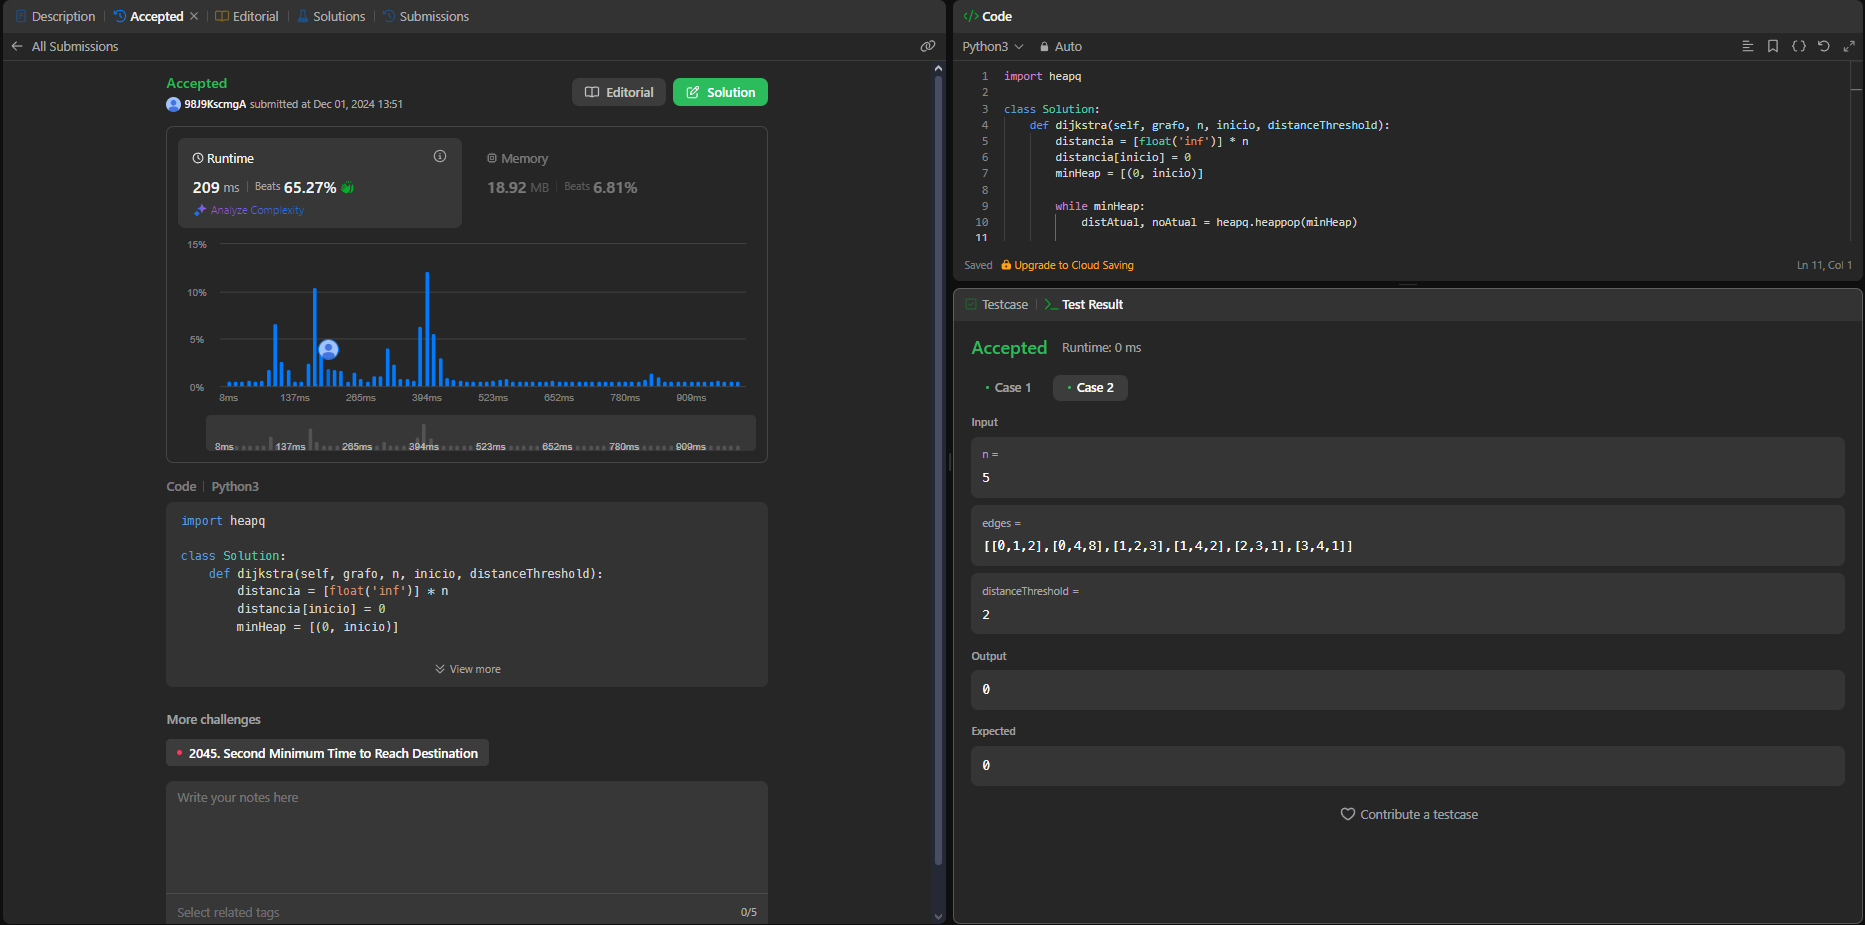 Description
Accepted
Editorial
Solutions
Submissions
All Submissions
Accepted
98J9KscmgA submitted at Dec 01, 2024 13:51
Editorial
Solution
Runtime
209 ms Beats 65.27%
Analyze Complexity
Memory
18.92 MB Beats 6.81%
15%
10%
5%
0%
8ms 137ms 265ms 394ms 523ms 652ms 780ms 909ms
8ms 137ms 265ms 394ms 523ms 652ms 780ms 909ms
Code Python3
import heapq
class Solution:
def dijkstra(self, grafo, n, inicio, distanceThreshold):
distancia = [float('inf')] * n
distancia[inicio] = 0
minHeap = [(0, inicio)]
View more
More challenges
2045. Second Minimum Time to Reach Destination
Write your notes here
Select related tags 0/5
</> Code
Python3 Auto
1 import heapq
2
3 class Solution:
4 def dijkstra(self, grafo, n, inicio, distanceThreshold):
5 distancia = [float('inf')] * n
6 distancia[inicio] = 0
7 minHeap = [(0, inicio)]
8
9 while minHeap:
10 distAtual, noAtual = heapq.heappop(minHeap)
11
Saved Upgrade to Cloud Saving Ln 11, Col 1
Testcase >_ Test Result
Accepted Runtime: 0 ms
Case 1 Case 2
Input
n =
5
edges =
[[0,1,2],[0,4,8],[1,2,3],[1,4,2],[2,3,1],[3,4,1]]
distanceThreshold =
2
Output
0
Expected
0
Contribute a testcase